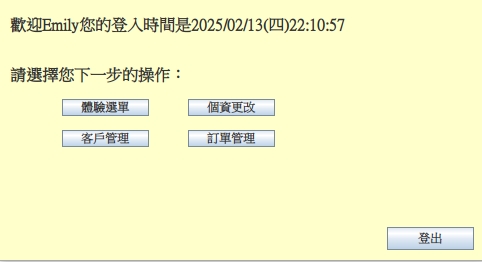 歡迎Emily您的登入時間是2025/02/13(四)22:10:57
請選擇您下一步的操作：
體驗選單 個資更改
客戶管理 訂單管理
登出